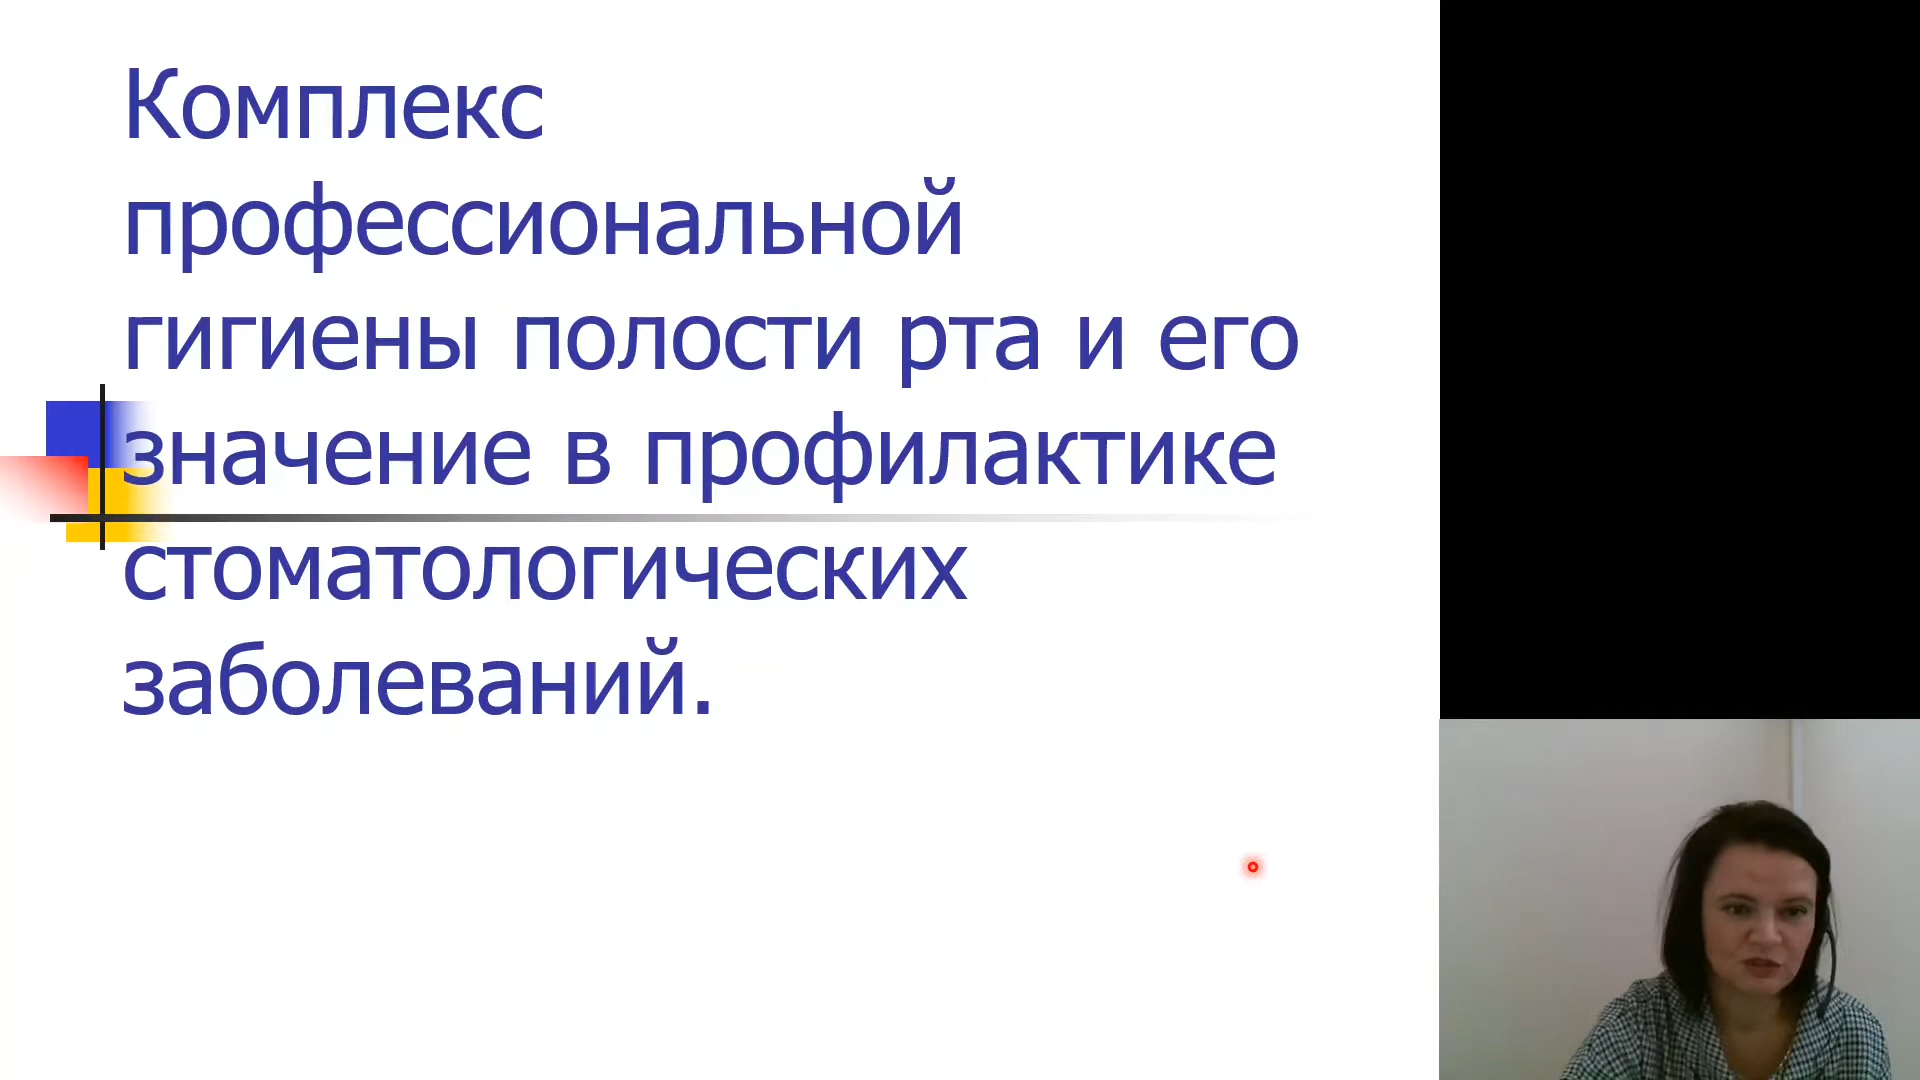 Комплекс
профессиональной
гигиены полости рта и его
значение в профилактике
стоматологических
заболеваний.